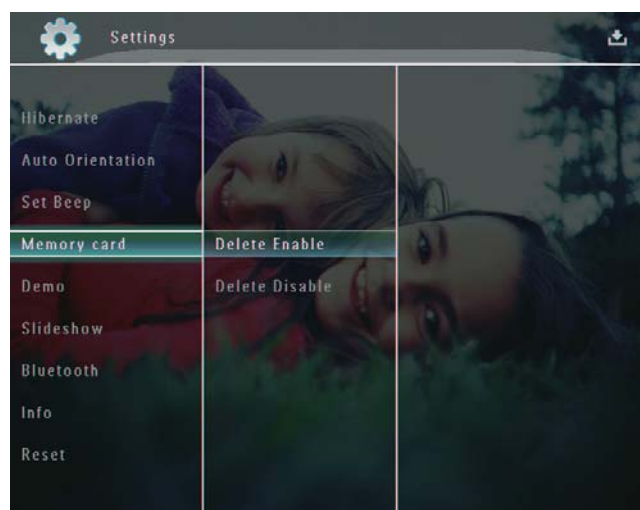 Settings
Hibernate
Auto Orientation
Set Beep
Memory card
Delete Enable
Demo
Delete Disable
Slideshow
Bluetooth
Info
Reset